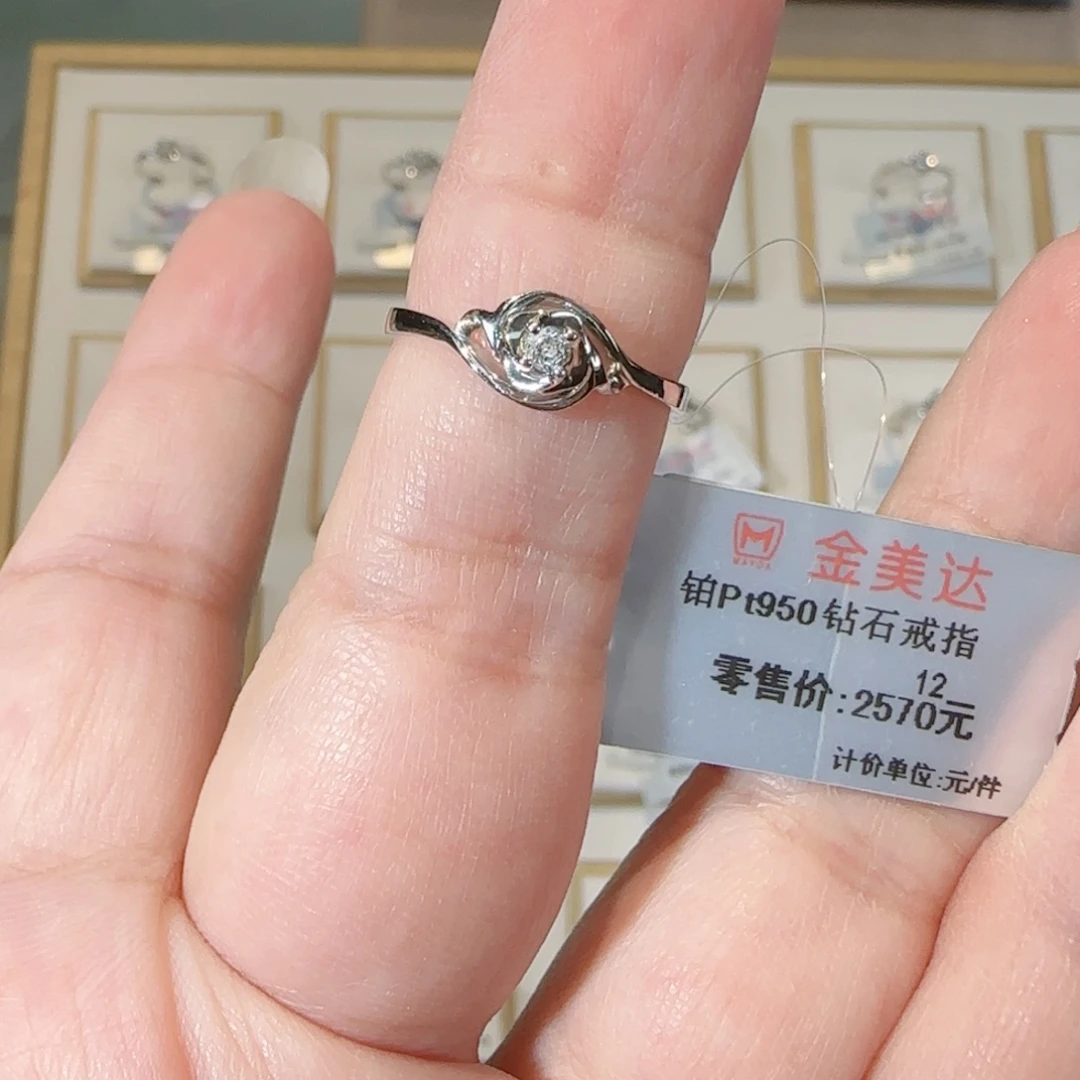 金美达
铂Pt950钻石戒指
12
零售价:2570元
计价单位:元/件